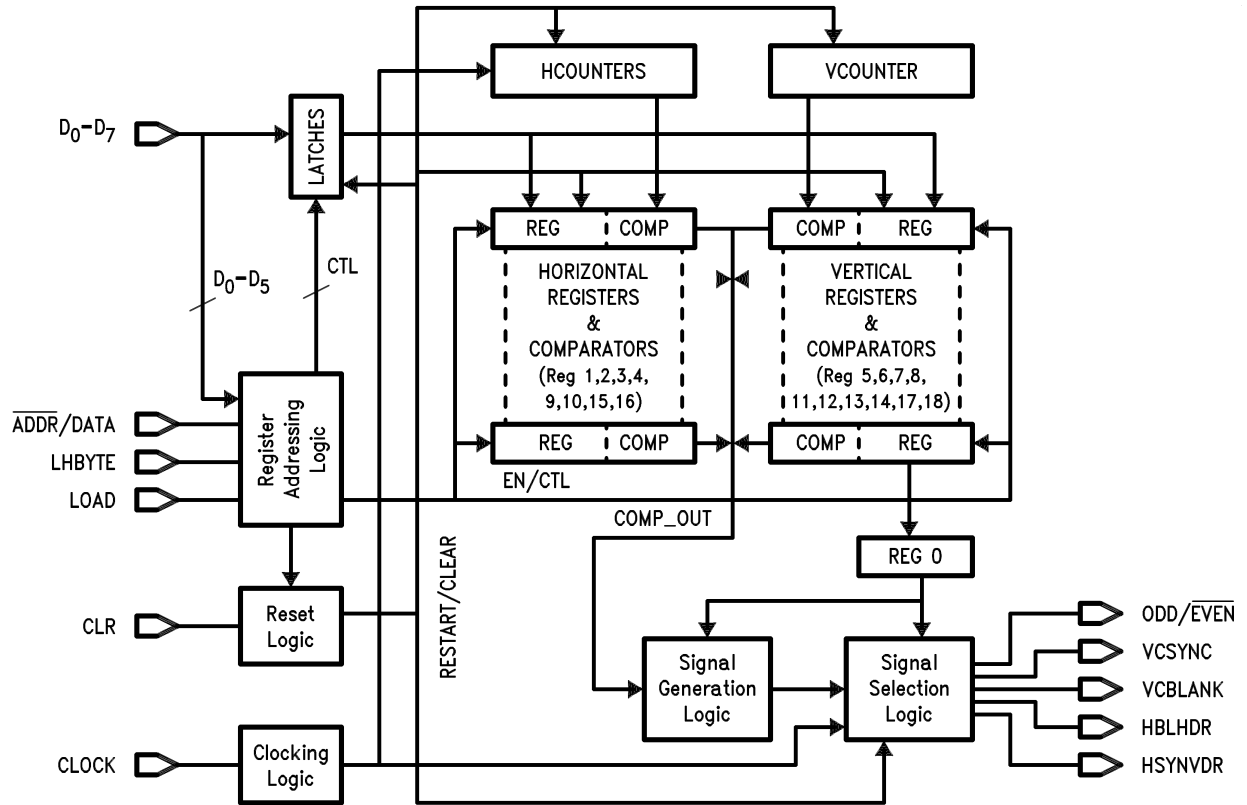 HCOUNTERS
VCOUNTER
D0-D7
LATCHES
REG
COMP
COMP
REG
D0-D5
CTL
HORIZONTAL
REGISTERS
&
COMPARATORS
(Reg 1,2,3,4,
9,10,15,16)
VERTICAL
REGISTERS
&
COMPARATORS
(Reg 5,6,7,8,
11,12,13,14,17,18)
ADDR/DATA
LHBYTE
LOAD
Register
Addressing
Logic
REG
COMP
COMP
REG
EN/CTL
COMP_OUT
REG 0
RESTART/CLEAR
CLR
Reset
Logic
Signal
Generation
Logic
Signal
Selection
Logic
ODD/EVEN
VCSYNC
VCBLANK
HBLHDR
HSYNVDR
CLOCK
Clocking
Logic